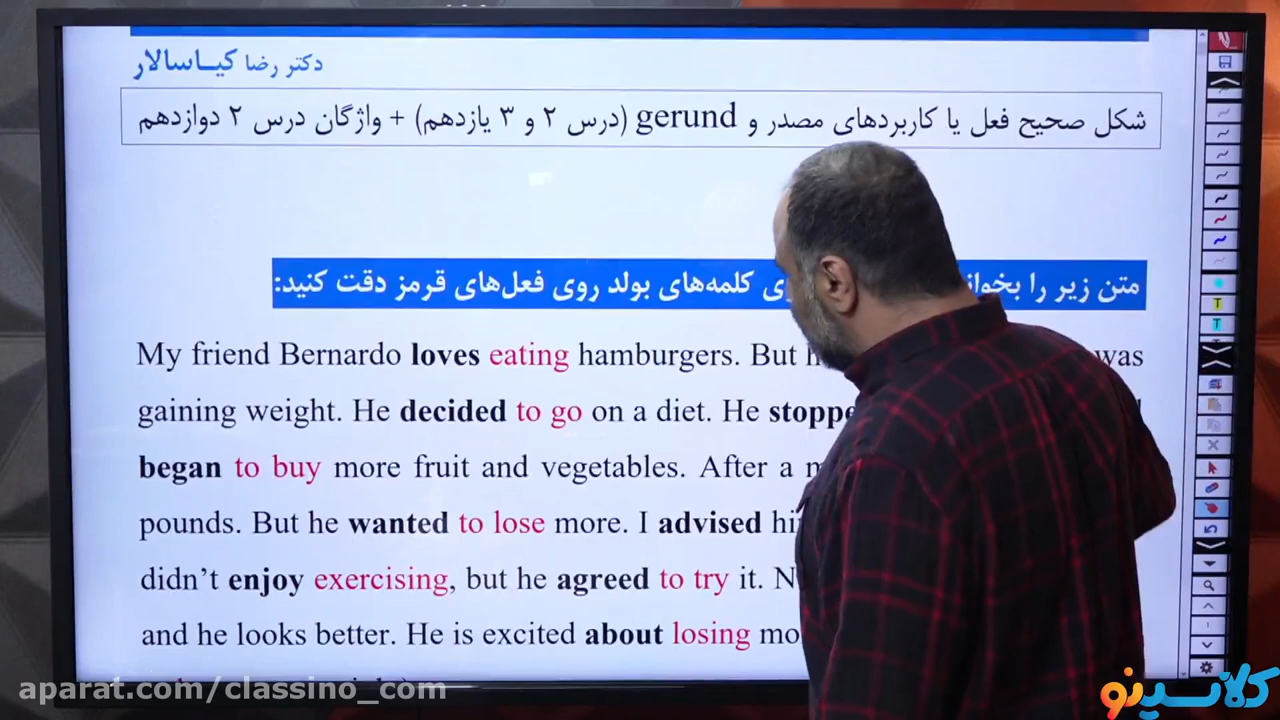 دکتر رضا کیاسالار
شکل صحیح فعل یا کاربردهای مصدر و gerund (درس ۲ و ۳ یازدهم) + واژگان درس ۲ دوازدهم
متن زیر را کلمه‌های بولد روی فعل‌های قرمز دقت کنید:
My friend Bernardo loves eating hamburgers. But was
gaining weight. He decided to go on a diet. He
began to buy more fruit and vegetables. After a
pounds. But he wanted to lose more. I advised
didn't enjoy exercising, but he agreed to try it.
and he looks better. He is excited about losing
aparat.com/classino_com
کلاسینو